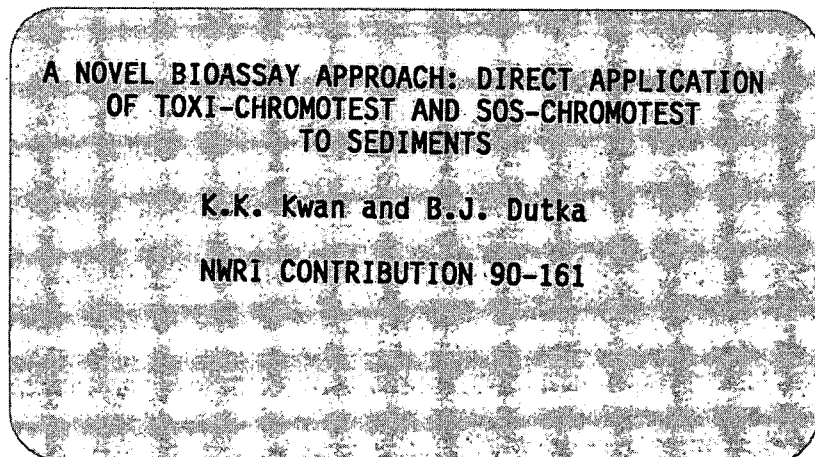 A NOVEL BIOASSAY APPROACH: DIRECT APPLICATION
OF TOXI-CHROMOTEST AND SOS-CHROMOTEST
TO SEDIMENTS
K.K. Kwan and B.J. Dutka
NWRI CONTRIBUTION 90-161